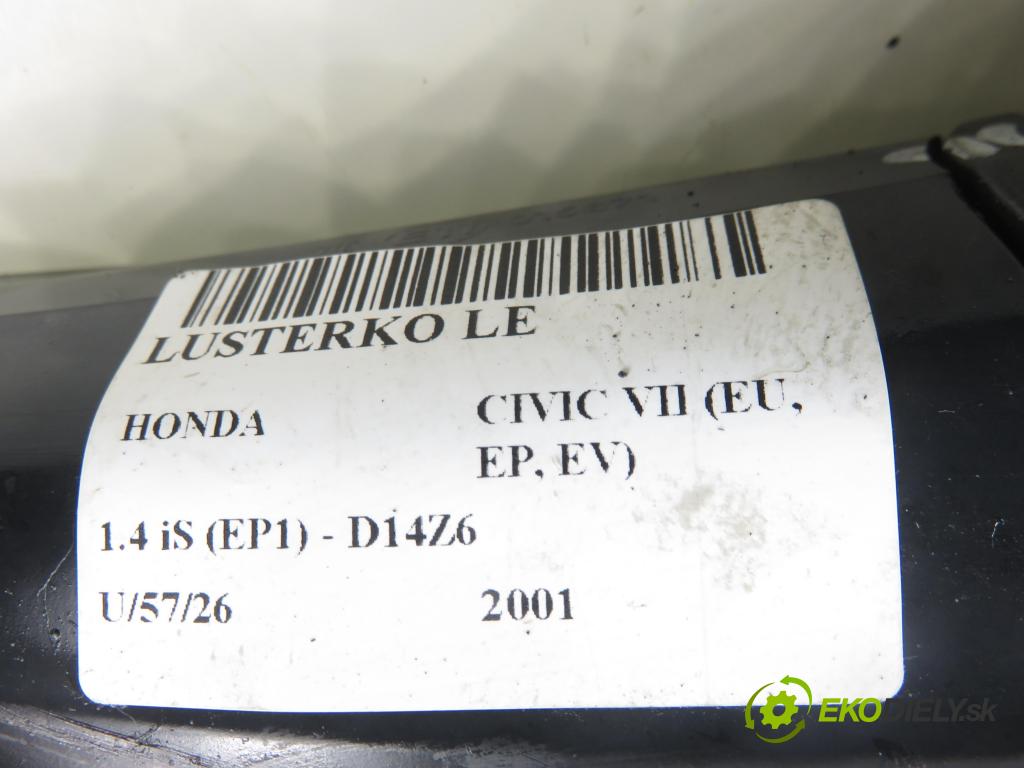 LUSTERKO LE
HONDA
CIVIC VII (EU,
EP, EV)
1.4 iS (EP1) - D14Z6
U/57/26
2001
EKODIELY.sk